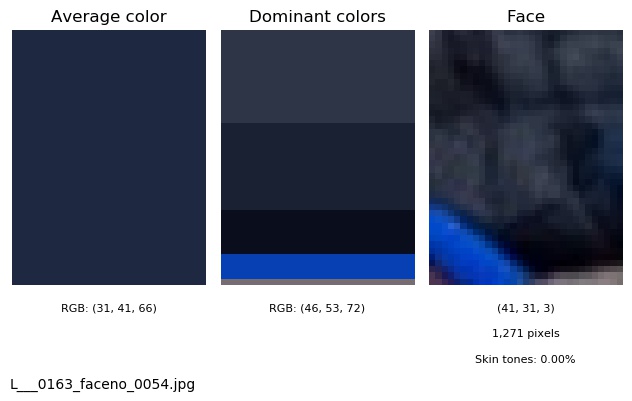 Average color
Dominant colors
Face
RGB: (31, 41, 66)
RGB: (46, 53, 72)
(41, 31, 3)
1,271 pixels
Skin tones: 0.00%
L___0163_faceno_0054.jpg